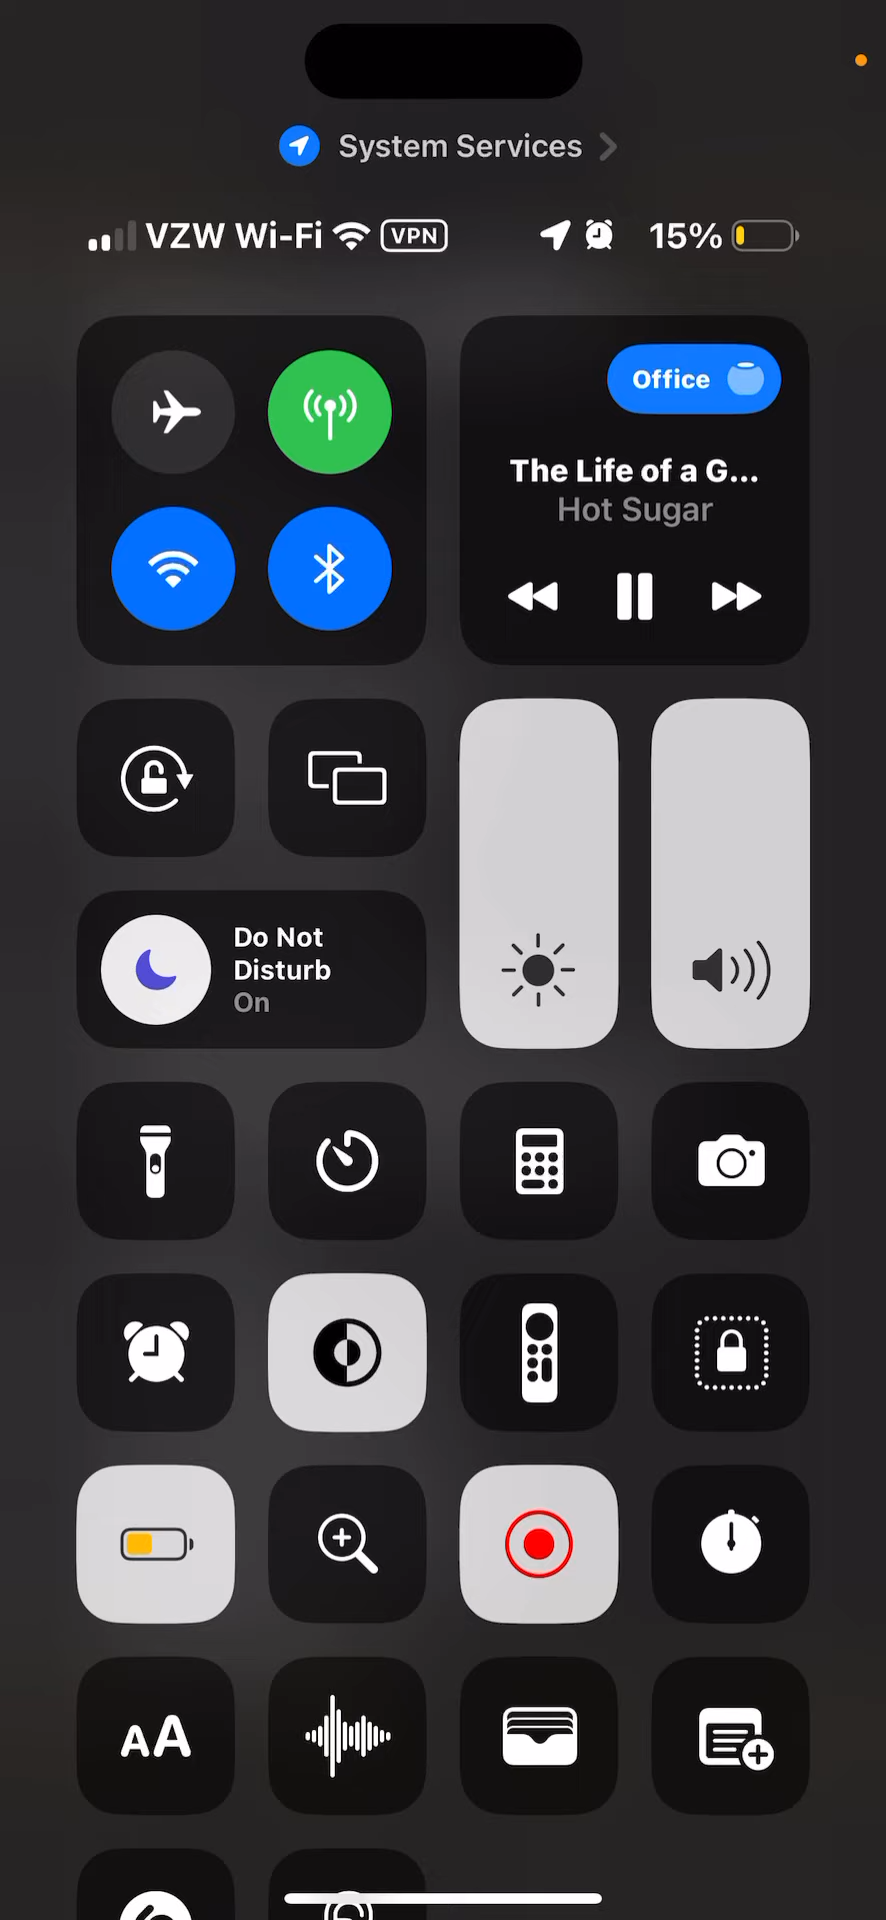 System Services
VZW Wi-Fi VPN 15%
Office
The Life of a G...
Hot Sugar
Do Not
Disturb
On
AA